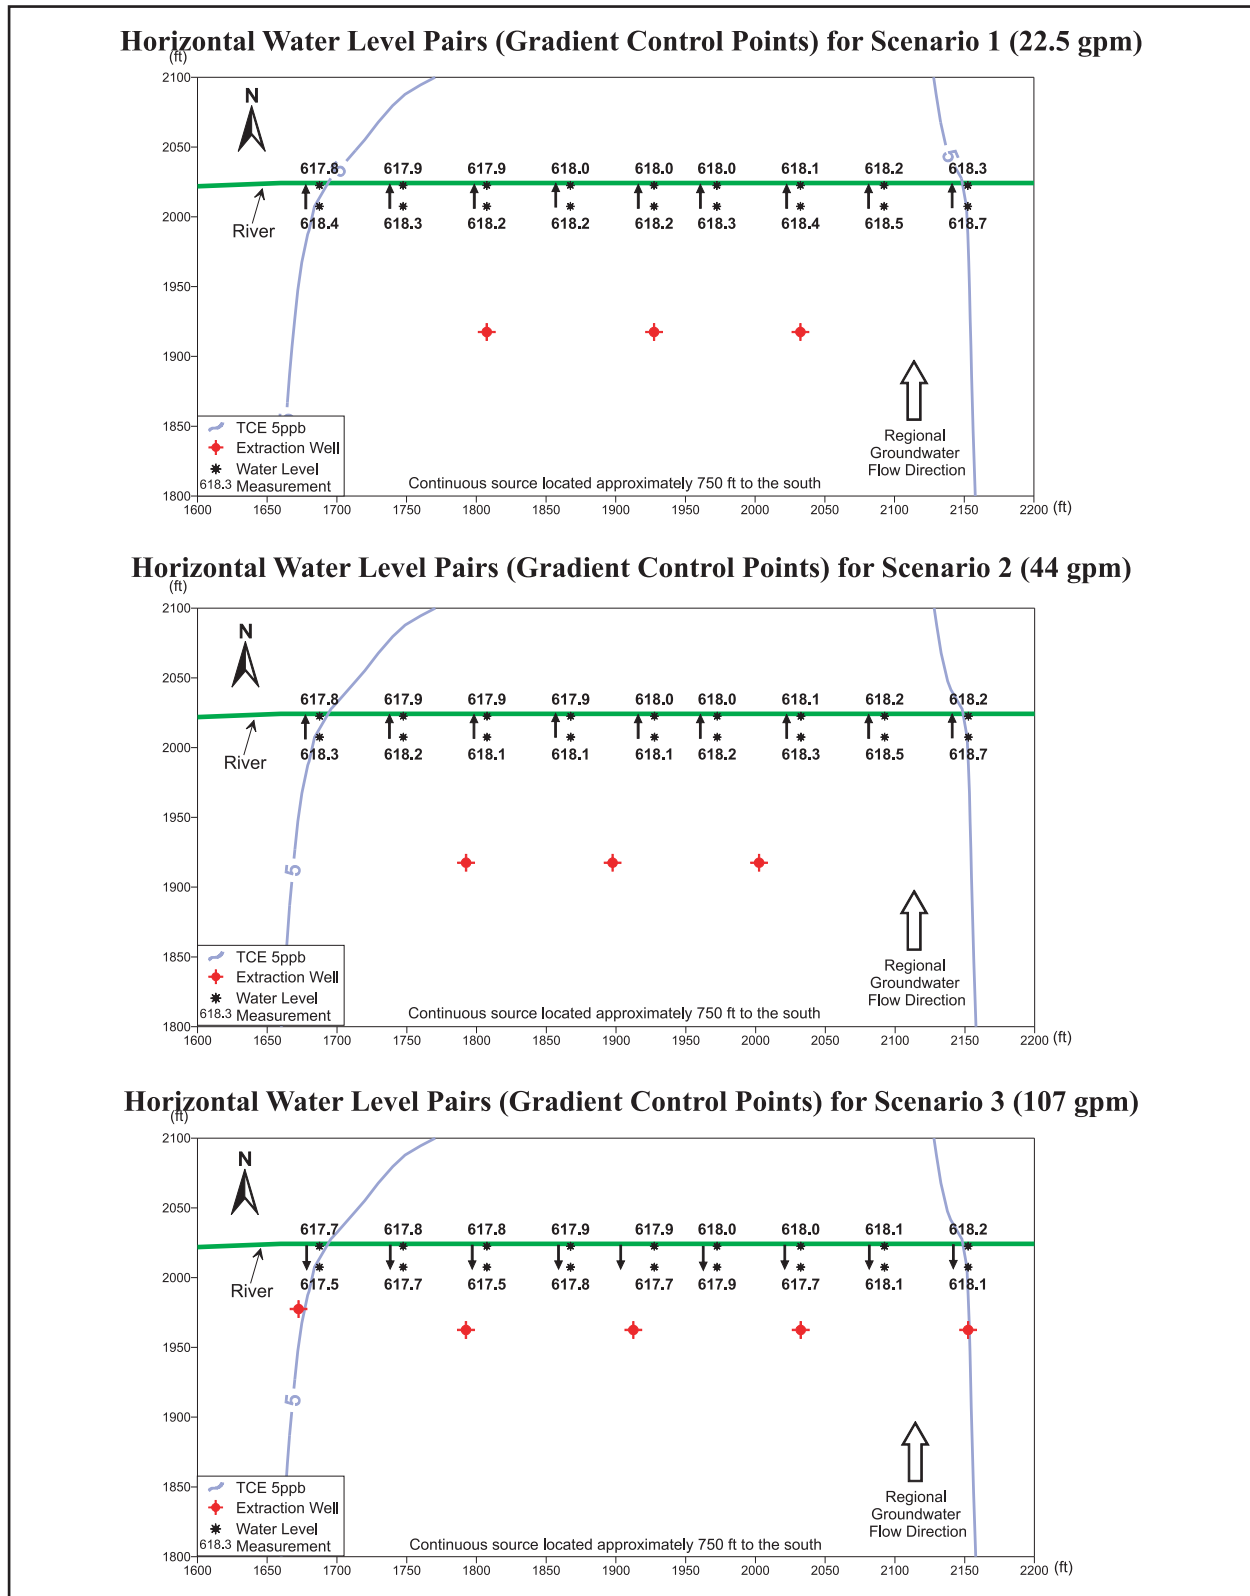 Horizontal Water Level Pairs (Gradient Control Points) for Scenario 1 (22.5 gpm)
(ft)
2100
N
2050
5
5
617.8 617.9 617.9 618.0 618.0 618.0 618.1 618.2 618.3
2000
618.4 618.3 618.2 618.2 618.2 618.3 618.4 618.5 618.7
River
1950
1900
1850
TCE 5ppb
Extraction Well
Water Level
618.3 Measurement
Regional
Groundwater
Flow Direction
Continuous source located approximately 750 ft to the south
1800
1600 1650 1700 1750 1800 1850 1900 1950 2000 2050 2100 2150 2200 (ft)
Horizontal Water Level Pairs (Gradient Control Points) for Scenario 2 (44 gpm)
(ft)
2100
N
2050
617.8 617.9 617.9 617.9 618.0 618.0 618.1 618.2 618.2
2000
618.3 618.2 618.1 618.1 618.1 618.2 618.3 618.5 618.7
River
1950
5
1900
1850
TCE 5ppb
Extraction Well
Water Level
618.3 Measurement
Regional
Groundwater
Flow Direction
Continuous source located approximately 750 ft to the south
1800
1600 1650 1700 1750 1800 1850 1900 1950 2000 2050 2100 2150 2200 (ft)
Horizontal Water Level Pairs (Gradient Control Points) for Scenario 3 (107 gpm)
(ft)
2100
N
2050
617.7 617.8 617.8 617.9 617.9 618.0 618.0 618.1 618.2
2000
617.5 617.7 617.5 617.8 617.7 617.9 617.7 618.1 618.1
River
1950
5
1900
1850
TCE 5ppb
Extraction Well
Water Level
618.3 Measurement
Regional
Groundwater
Flow Direction
Continuous source located approximately 750 ft to the south
1800
1600 1650 1700 1750 1800 1850 1900 1950 2000 2050 2100 2150 2200 (ft)